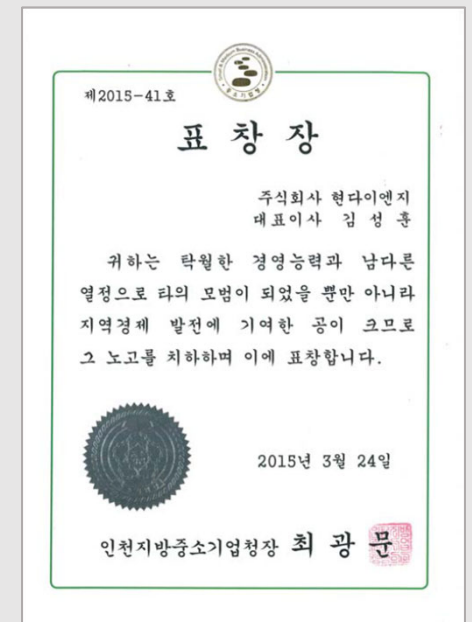 제2015-41호
표 창 장
주식회사 현다이엔지
대표이사 김 성 훈
귀하는 탁월한 경영능력과 남다른
열정으로 타의 모범이 되었을 뿐만 아니라
지역경제 발전에 기여한 공이 크므로
그 노고를 치하하며 이에 표창합니다.
2015년 3월 24일
인천지방중소기업청장 최 광 문